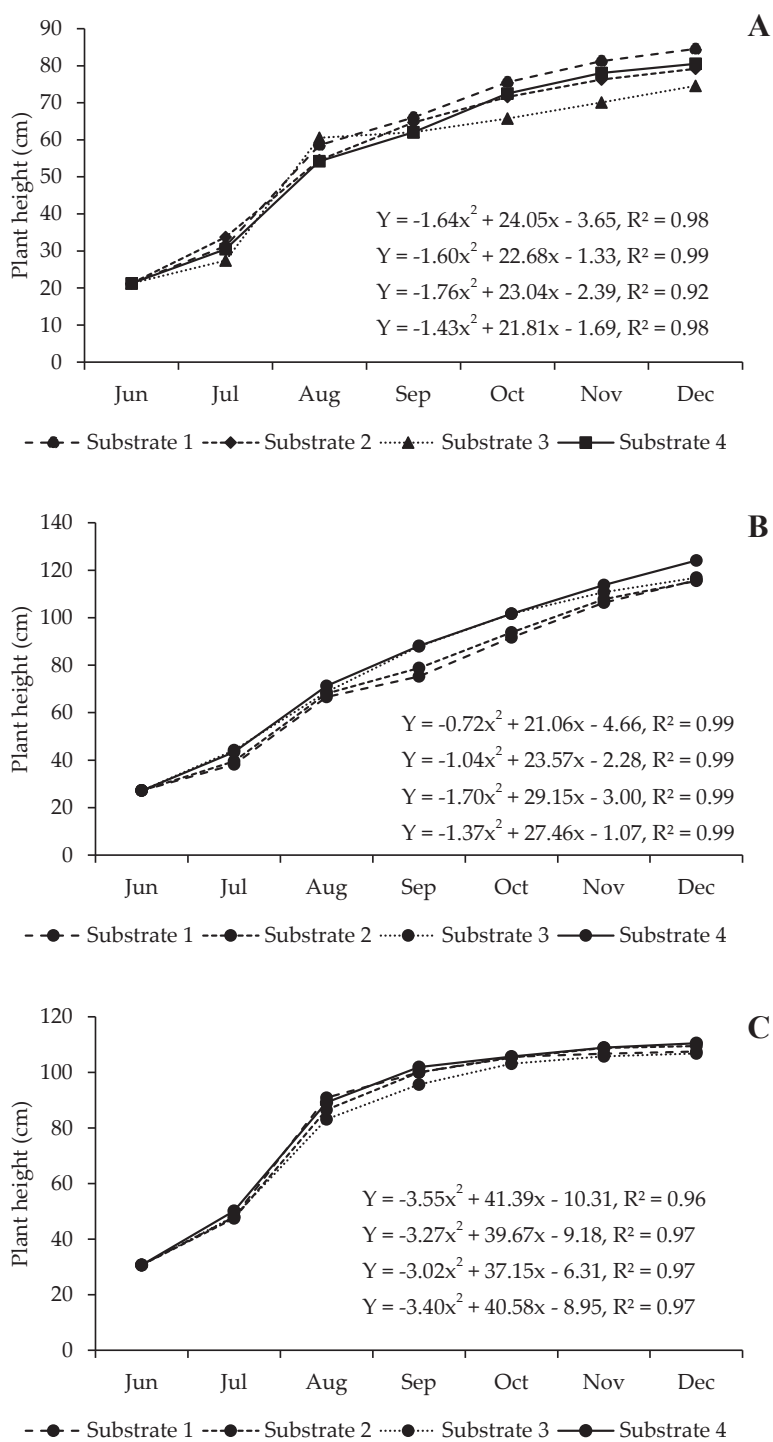 A
90
80
70
60
50
40
30
20
10
0
Plant height (cm)
Y = -1.64x² + 24.05x - 3.65, R² = 0.98
Y = -1.60x² + 22.68x - 1.33, R² = 0.99
Y = -1.76x² + 23.04x - 2.39, R² = 0.92
Y = -1.43x² + 21.81x - 1.69, R² = 0.98
Jun Jul Aug Sep Oct Nov Dec
Substrate 1 Substrate 2 Substrate 3 Substrate 4
B
140
120
100
80
60
40
20
0
Plant height (cm)
Y = -0.72x² + 21.06x - 4.66, R² = 0.99
Y = -1.04x² + 23.57x - 2.28, R² = 0.99
Y = -1.70x² + 29.15x - 3.00, R² = 0.99
Y = -1.37x² + 27.46x - 1.07, R² = 0.99
Jun Jul Aug Sep Oct Nov Dec
Substrate 1 Substrate 2 Substrate 3 Substrate 4
C
120
100
80
60
40
20
0
Plant height (cm)
Y = -3.55x² + 41.39x - 10.31, R² = 0.96
Y = -3.27x² + 39.67x - 9.18, R² = 0.97
Y = -3.02x² + 37.15x - 6.31, R² = 0.97
Y = -3.40x² + 40.58x - 8.95, R² = 0.97
Jun Jul Aug Sep Oct Nov Dec
Substrate 1 Substrate 2 Substrate 3 Substrate 4